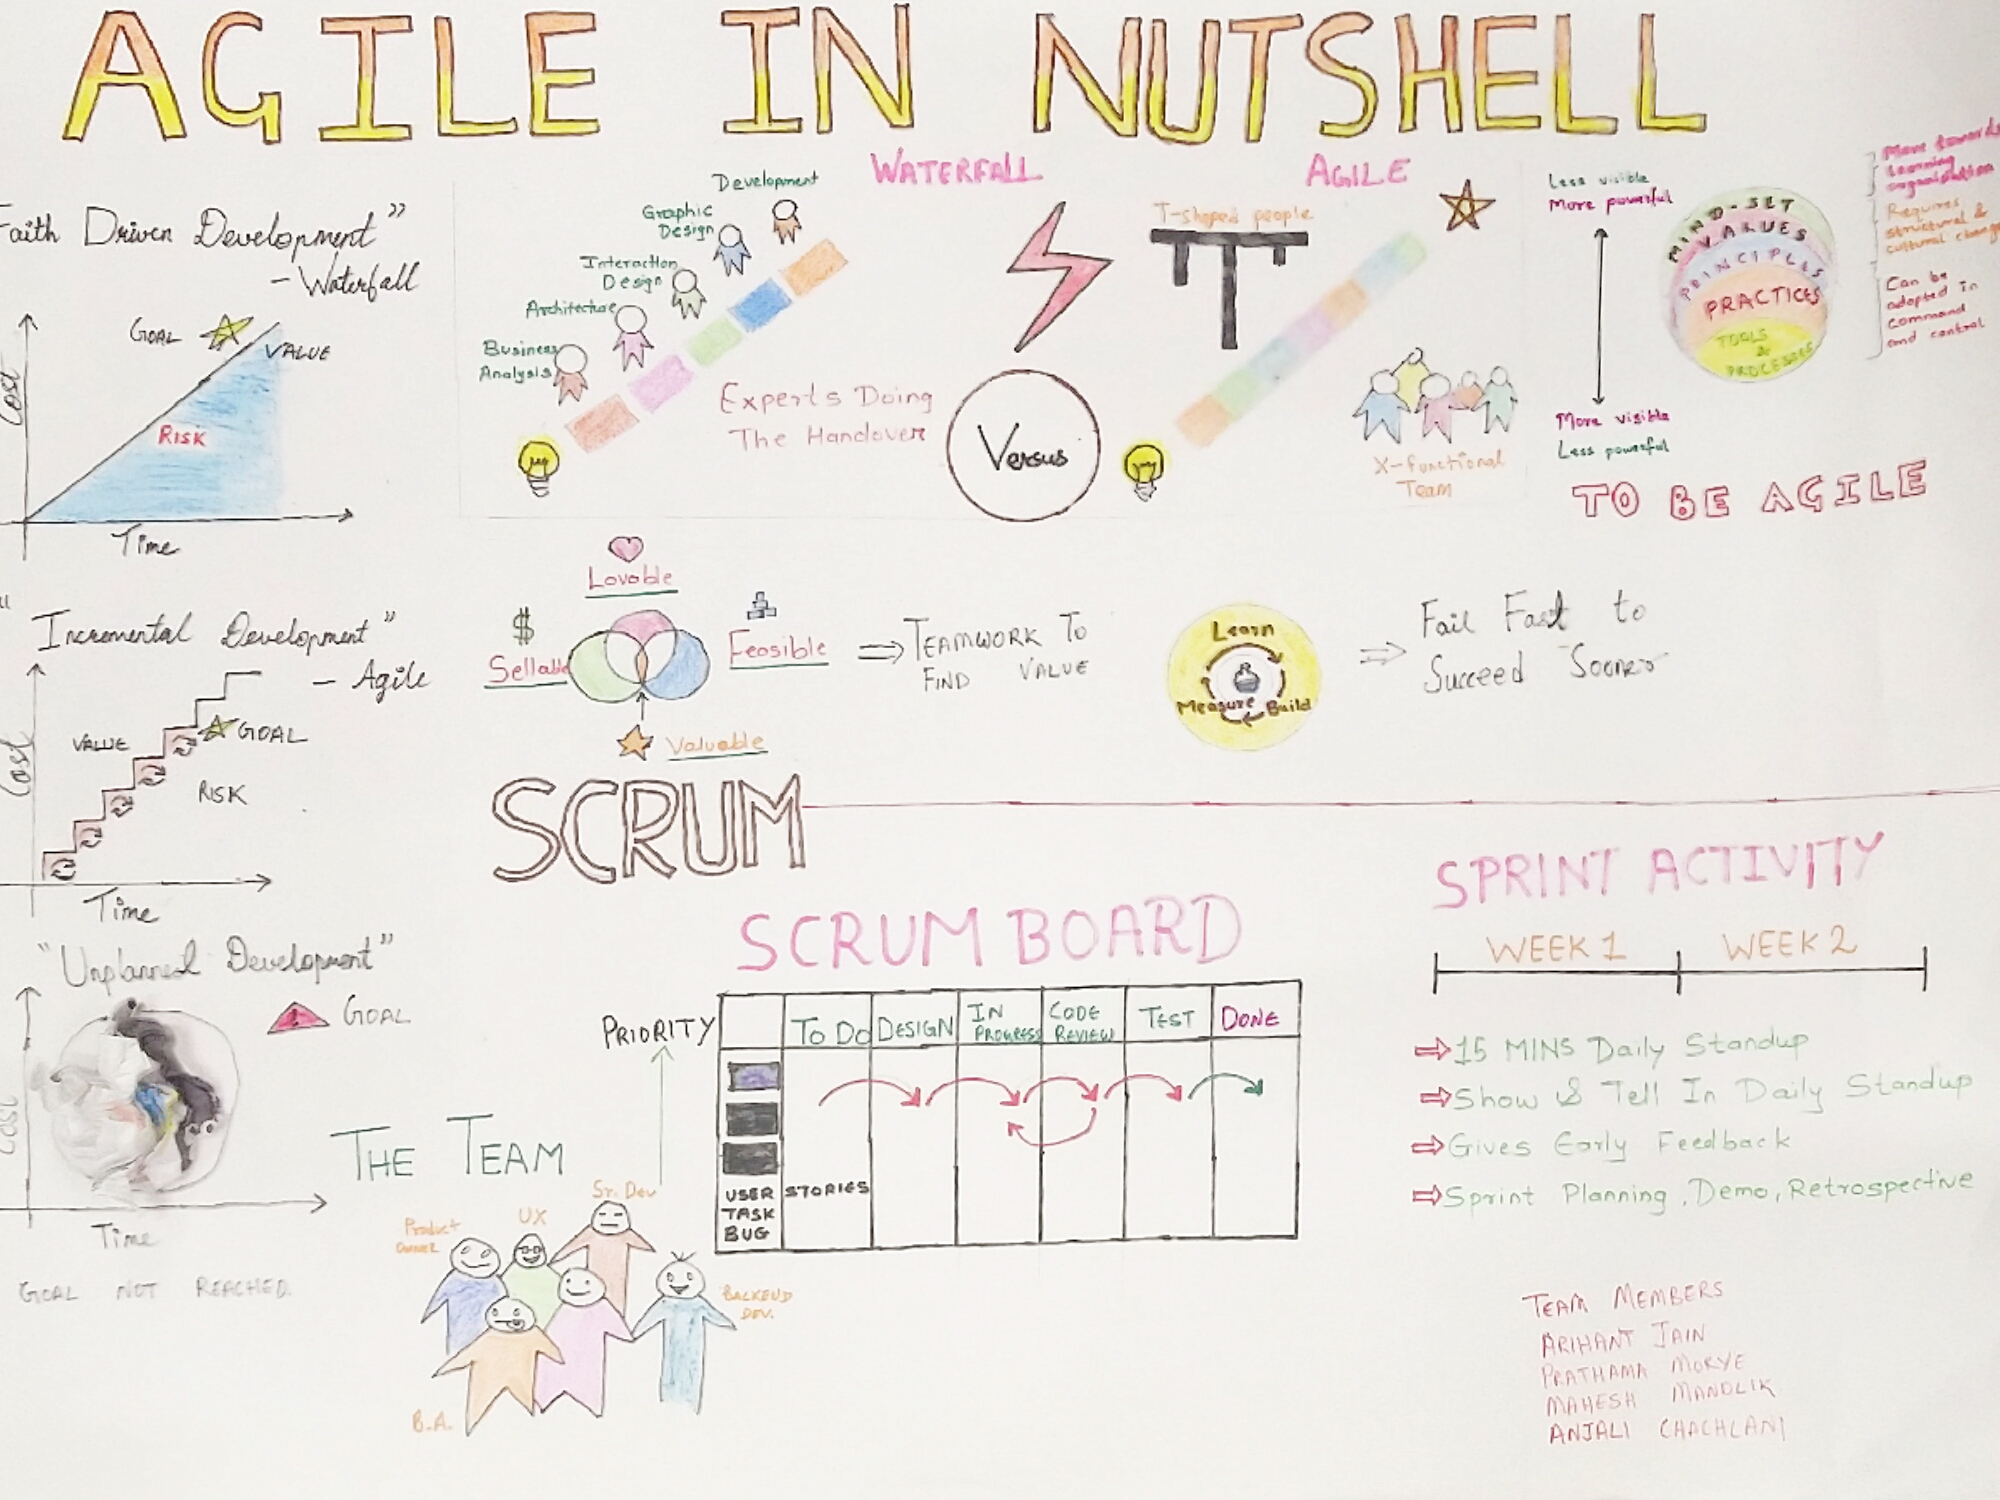 AGILE IN NUTSHELL
Faith Driven Development"
- Waterfall
GOAL
VALUE
RISK
Cost
Time
WATERFALL
Development
Graphic
Design
Interaction
Design
Architecture
Business
Analysis
Experts Doing
The Handover
Versus
AGILE
T-shaped people
X-functional
Team
Less visible
More powerful
More visible
Less powerful
MIND-SET
VALUES
PRINCIPLES
PRACTICES
TOOLS
&
PROCESSES
More towards
learning
organisation
Requires
structural &
cultural change
Can be
adopted in
command
and control
TO BE AGILE
"Incremental Development"
- Agile
VALUE
GOAL
RISK
Cost
Time
Lovable
$
Sellable
Feasible
Valuable
TEAMWORK TO
FIND VALUE
Learn
Measure
Build
Fail Fast to
Succeed Sooner
SCRUM
"Unplanned Development"
GOAL
Cost
Time
GOAL NOT REACHED.
THE TEAM
Product
Owner
UX
Sr. Dev
BACKEND
DEV.
B.A.
SCRUM BOARD
PRIORITY
TO DO
DESIGN
IN
PROGRESS
CODE
REVIEW
TEST
DONE
USER STORIES
TASK
BUG
SPRINT ACTIVITY
WEEK 1
WEEK 2
15 MINS Daily Standup
Show & Tell In Daily Standup
Gives Early Feedback
Sprint Planning, Demo, Retrospective
TEAM MEMBERS
ARIHANT JAIN
PRATHAMA MORYE
MAHESH MANDLIK
ANJALI CHACHLANI